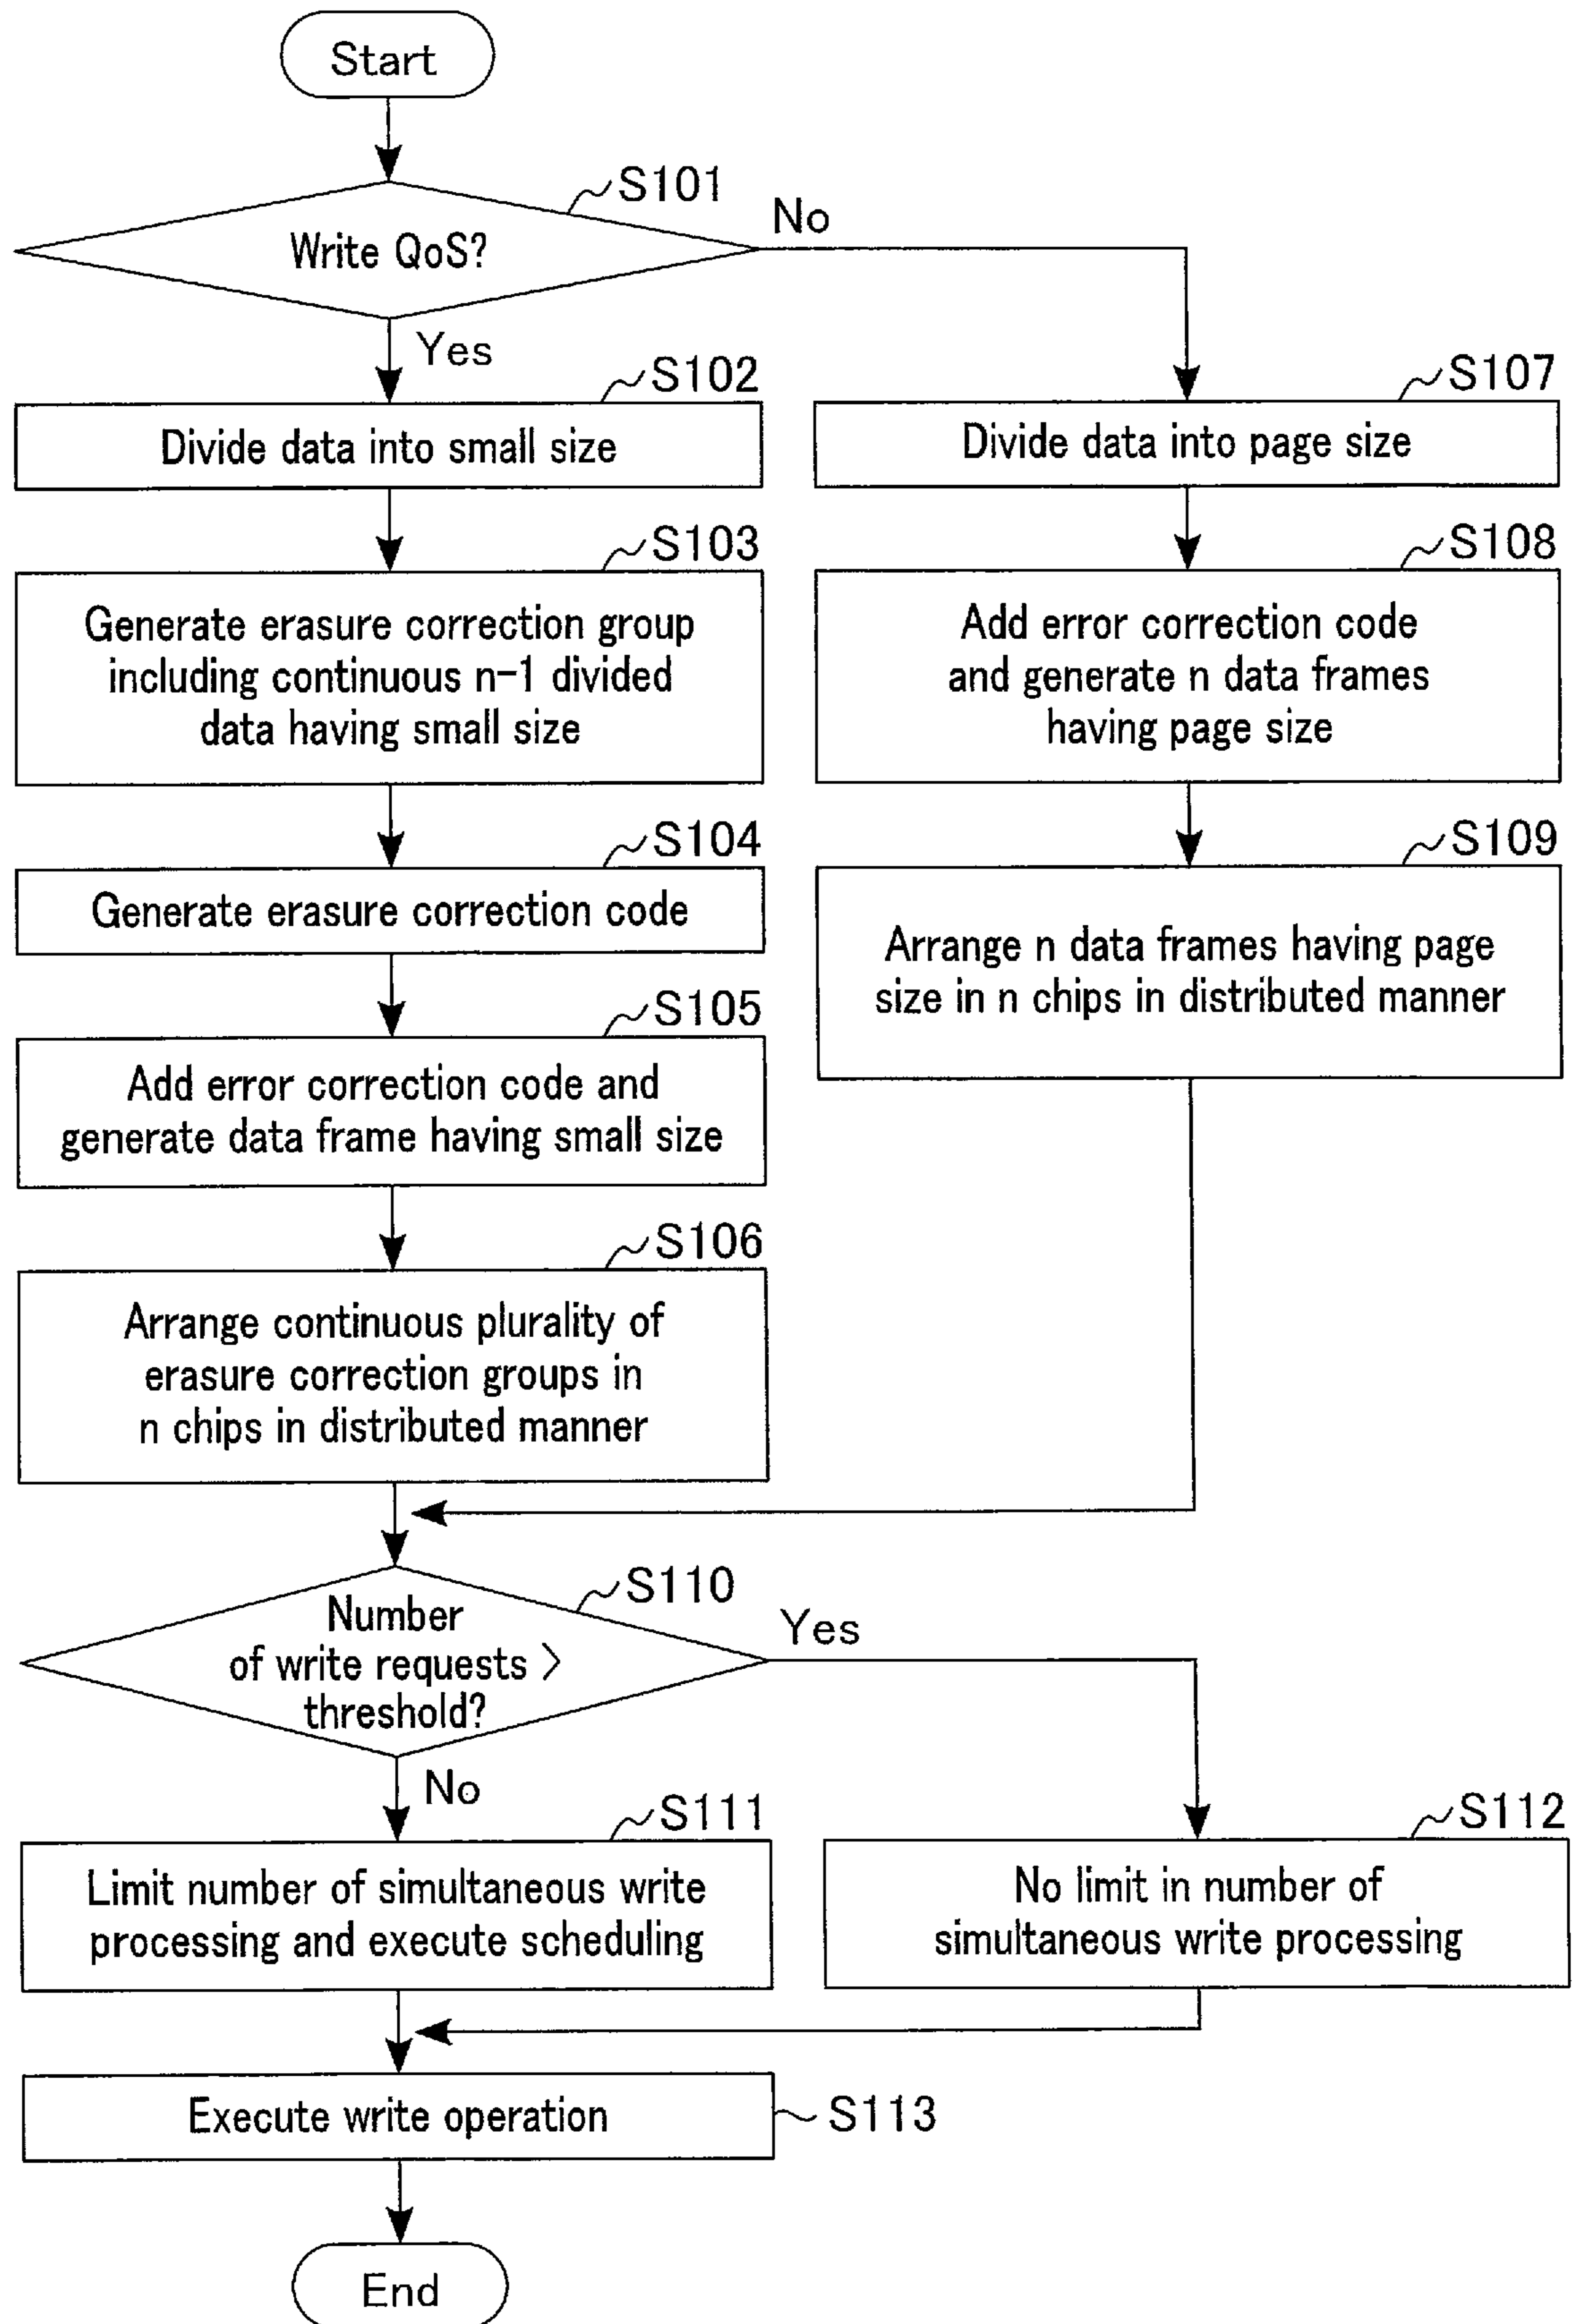 Start
S101
Write QoS?
No
Yes
S102
Divide data into small size
S107
Divide data into page size
S103
Generate erasure correction group
including continuous n-1 divided
data having small size
S108
Add error correction code
and generate n data frames
having page size
S104
Generate erasure correction code
S109
Arrange n data frames having page
size in n chips in distributed manner
S105
Add error correction code and
generate data frame having small size
S106
Arrange continuous plurality of
erasure correction groups in
n chips in distributed manner
S110
Number
of write requests >
threshold?
Yes
No
S111
Limit number of simultaneous write
processing and execute scheduling
S112
No limit in number of
simultaneous write processing
Execute write operation
S113
End